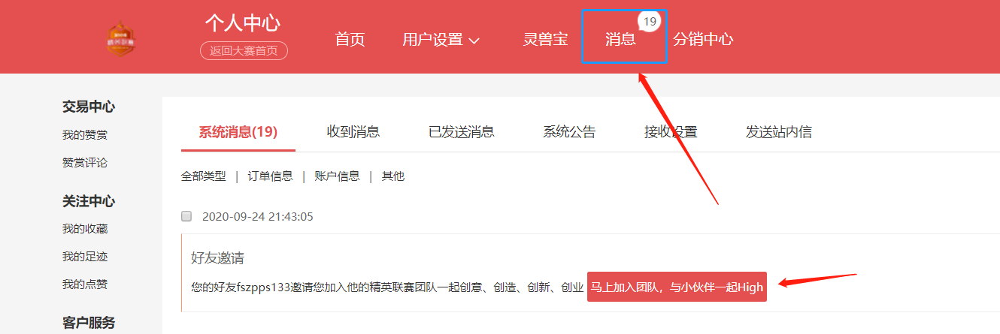 个人中心
返回大赛首页
首页
用户设置
灵兽宝
消息
19
分销中心
交易中心
我的赞赏
赞赏评论
关注中心
我的收藏
我的足迹
我的点赞
客户服务
系统消息(19)
收到消息
已发送消息
系统公告
接收设置
发送站内信
全部类型 | 订单信息 | 账户信息 | 其他
2020-09-24 21:43:05
好友邀请
您的好友fszpps133邀请您加入他的精英联赛团队一起创意、创造、创新、创业 马上加入团队，与小伙伴一起High